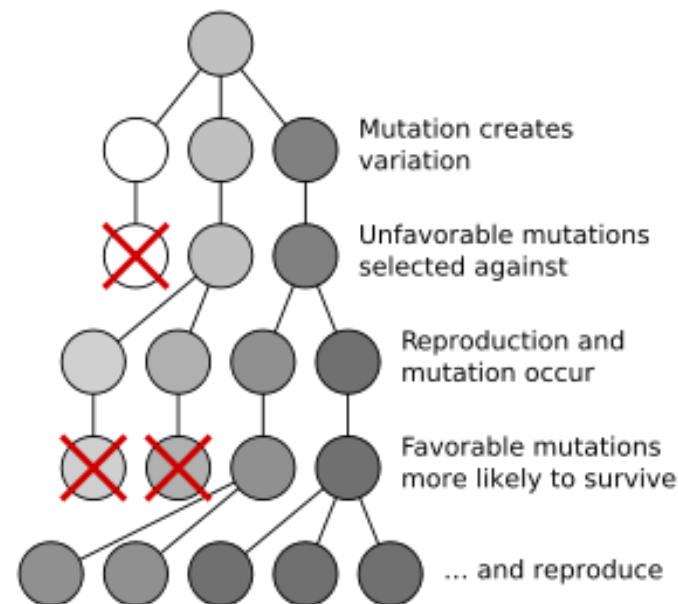 Mutation creates
variation
Unfavorable mutations
selected against
Reproduction and
mutation occur
Favorable mutations
more likely to survive
... and reproduce